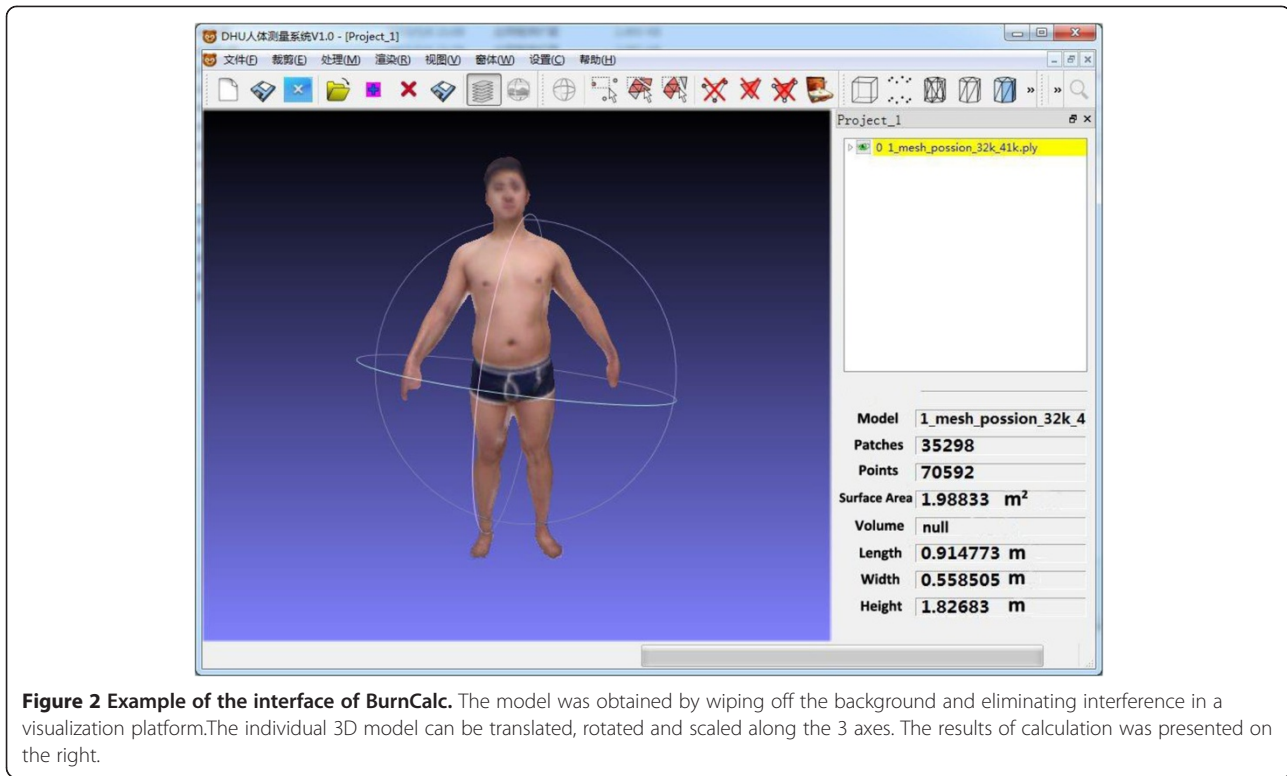 DHU人体测量系统V1.0 - [Project_1]
文件(F) 裁剪(E) 处理(M) 渲染(R) 视图(V) 窗体(W) 设置(C) 帮助(H)
Project_1
0 1_mesh_possion_32k_41k.ply
Model 1_mesh_possion_32k_4
Patches 35298
Points 70592
Surface Area 1.98833 m²
Volume null
Length 0.914773 m
Width 0.558505 m
Height 1.82683 m
Figure 2 Example of the interface of BurnCalc. The model was obtained by wiping off the background and eliminating interference in a
visualization platform.The individual 3D model can be translated, rotated and scaled along the 3 axes. The results of calculation was presented on
the right.